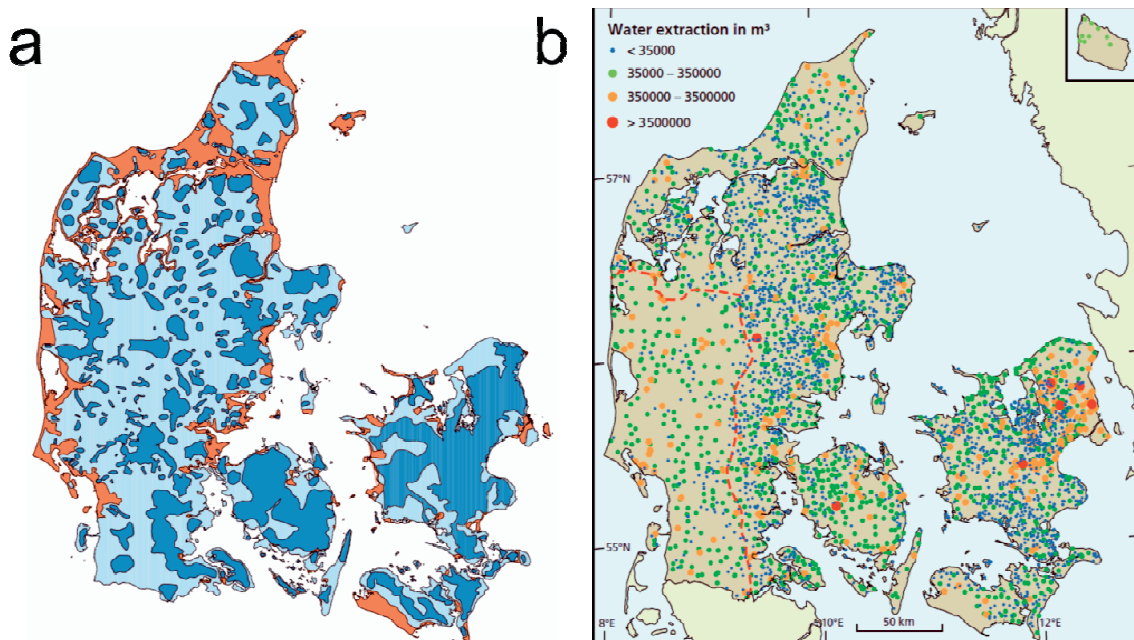 a
b
Water extraction in m³
< 35000
35000 – 350000
350000 – 3500000
> 3500000
57°N
55°N
8°E
10°E
50 km
12°E